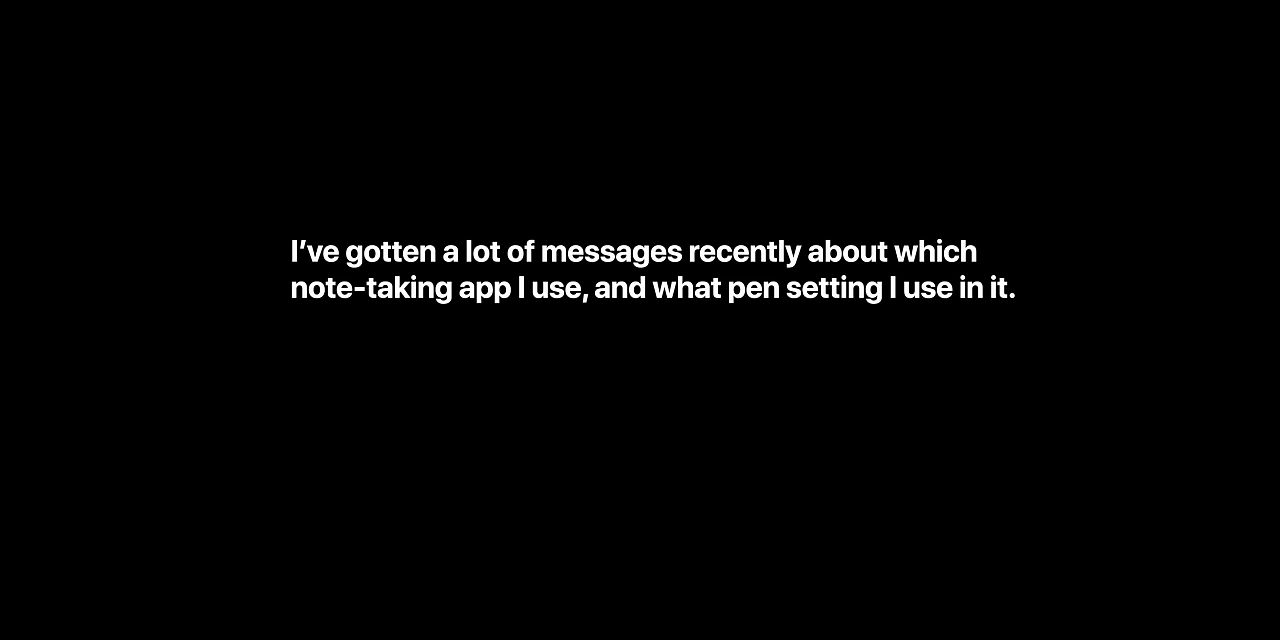 I’ve gotten a lot of messages recently about which
note-taking app I use, and what pen setting I use in it.